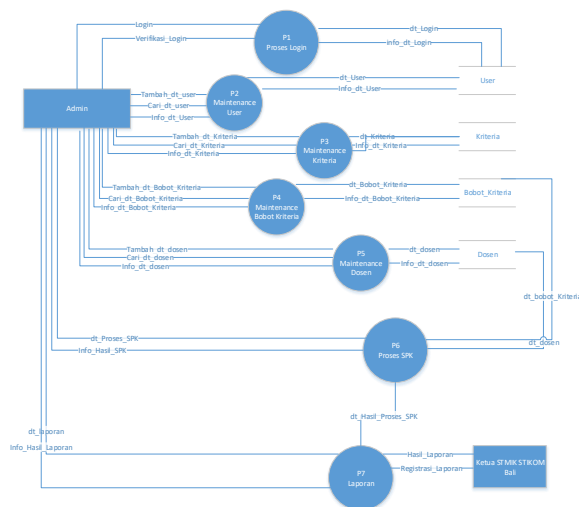 Login
dt_Login
P1
Proses Login
Verifikasi_Login
Info_dt_Login
dt_User
User
Tambah_dt_user
P2
Maintenance
User
Info_dt_User
Admin
Cari_dt_user
Info_dt_User
Tambah_dt_Kriteria
P3
Maintenance
Kriteria
dt_Kriteria
Kriteria
Cari_dt_Kriteria
Info_dt_Kriteria
Info_dt_Kriteria
Tambah_dt_Bobot_Kriteria
P4
Maintenance
Bobot Kriteria
dt_Bobot_Kriteria
Bobot_Kriteria
Cari_dt_Bobot_Kriteria
Info_dt_Bobot_Kriteria
Info_dt_Bobot_Kriteria
Tambah_dt_dosen
P5
Maintenance
Dosen
dt_dosen
Dosen
Cari_dt_dosen
Info_dt_dosen
Info_dt_dosen
dt_bobot_Kriteria
dt_Proses_SPK
P6
Proses SPK
dt_dosen
Info_Hasil_SPK
dt_Hasil_Proses_SPK
dt_laporan
Info_Hasil_Laporan
Hasil_Laporan
P7
Laporan
Registrasi_Laporan
Ketua STMIK STIKOM
Bali